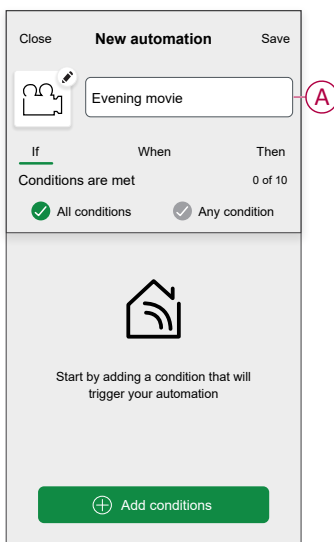 Close New automation Save
Evening movie
A
If When Then
Conditions are met 0 of 10
All conditions Any condition
Start by adding a condition that will
trigger your automation
Add conditions